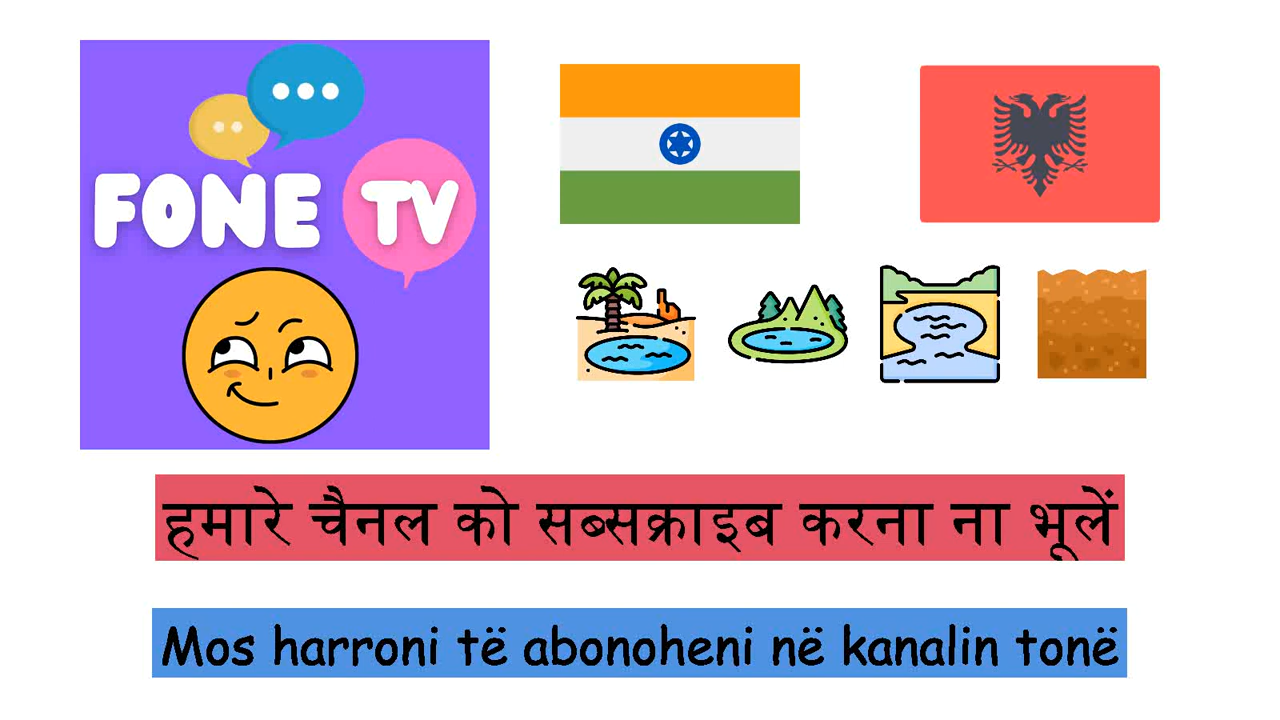 FONE TV
हमारे चैनल को सब्सक्राइब करना ना भूलें
Mos harroni të abonoheni në kanalin tonë